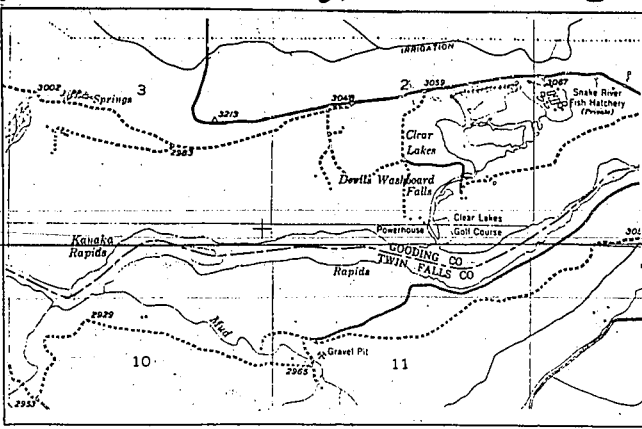 IRRIGATION
3002
Springs
3
2
3059
3067
Snake River
Fish Hatchery
(Private)
3213
2983
Clear
Lakes
Devils Washboard
Falls
Powerhouse
Clear Lakes
Golf Course
Kanaka
Rapids
GOODING CO
TWIN FALLS CO
Rapids
2929
Mud
10
11
Gravel Pit
2965
2953